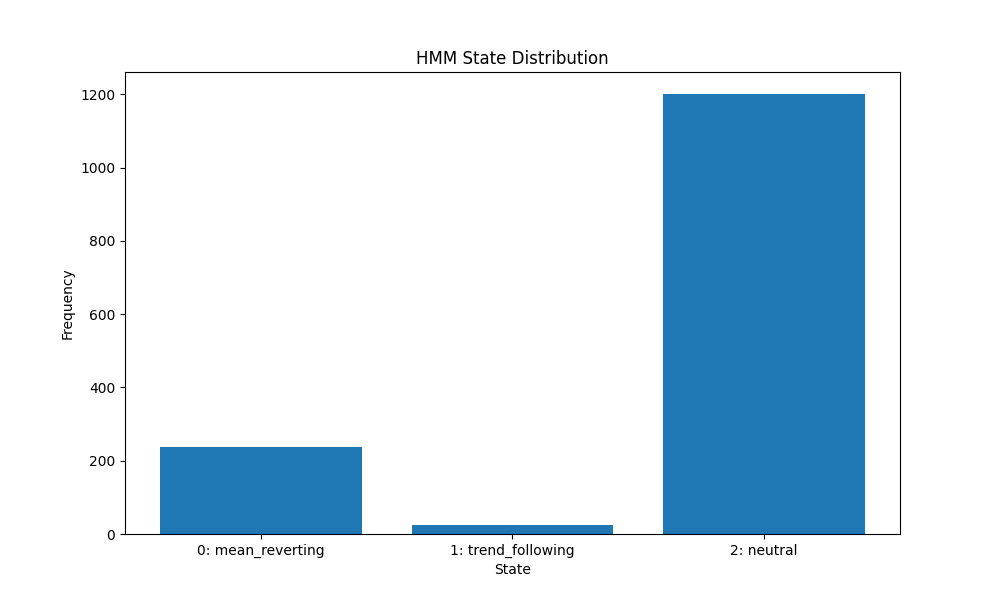 HMM State Distribution
1200
1000
800
600
400
200
0
Frequency
0: mean_reverting
1: trend_following
2: neutral
State